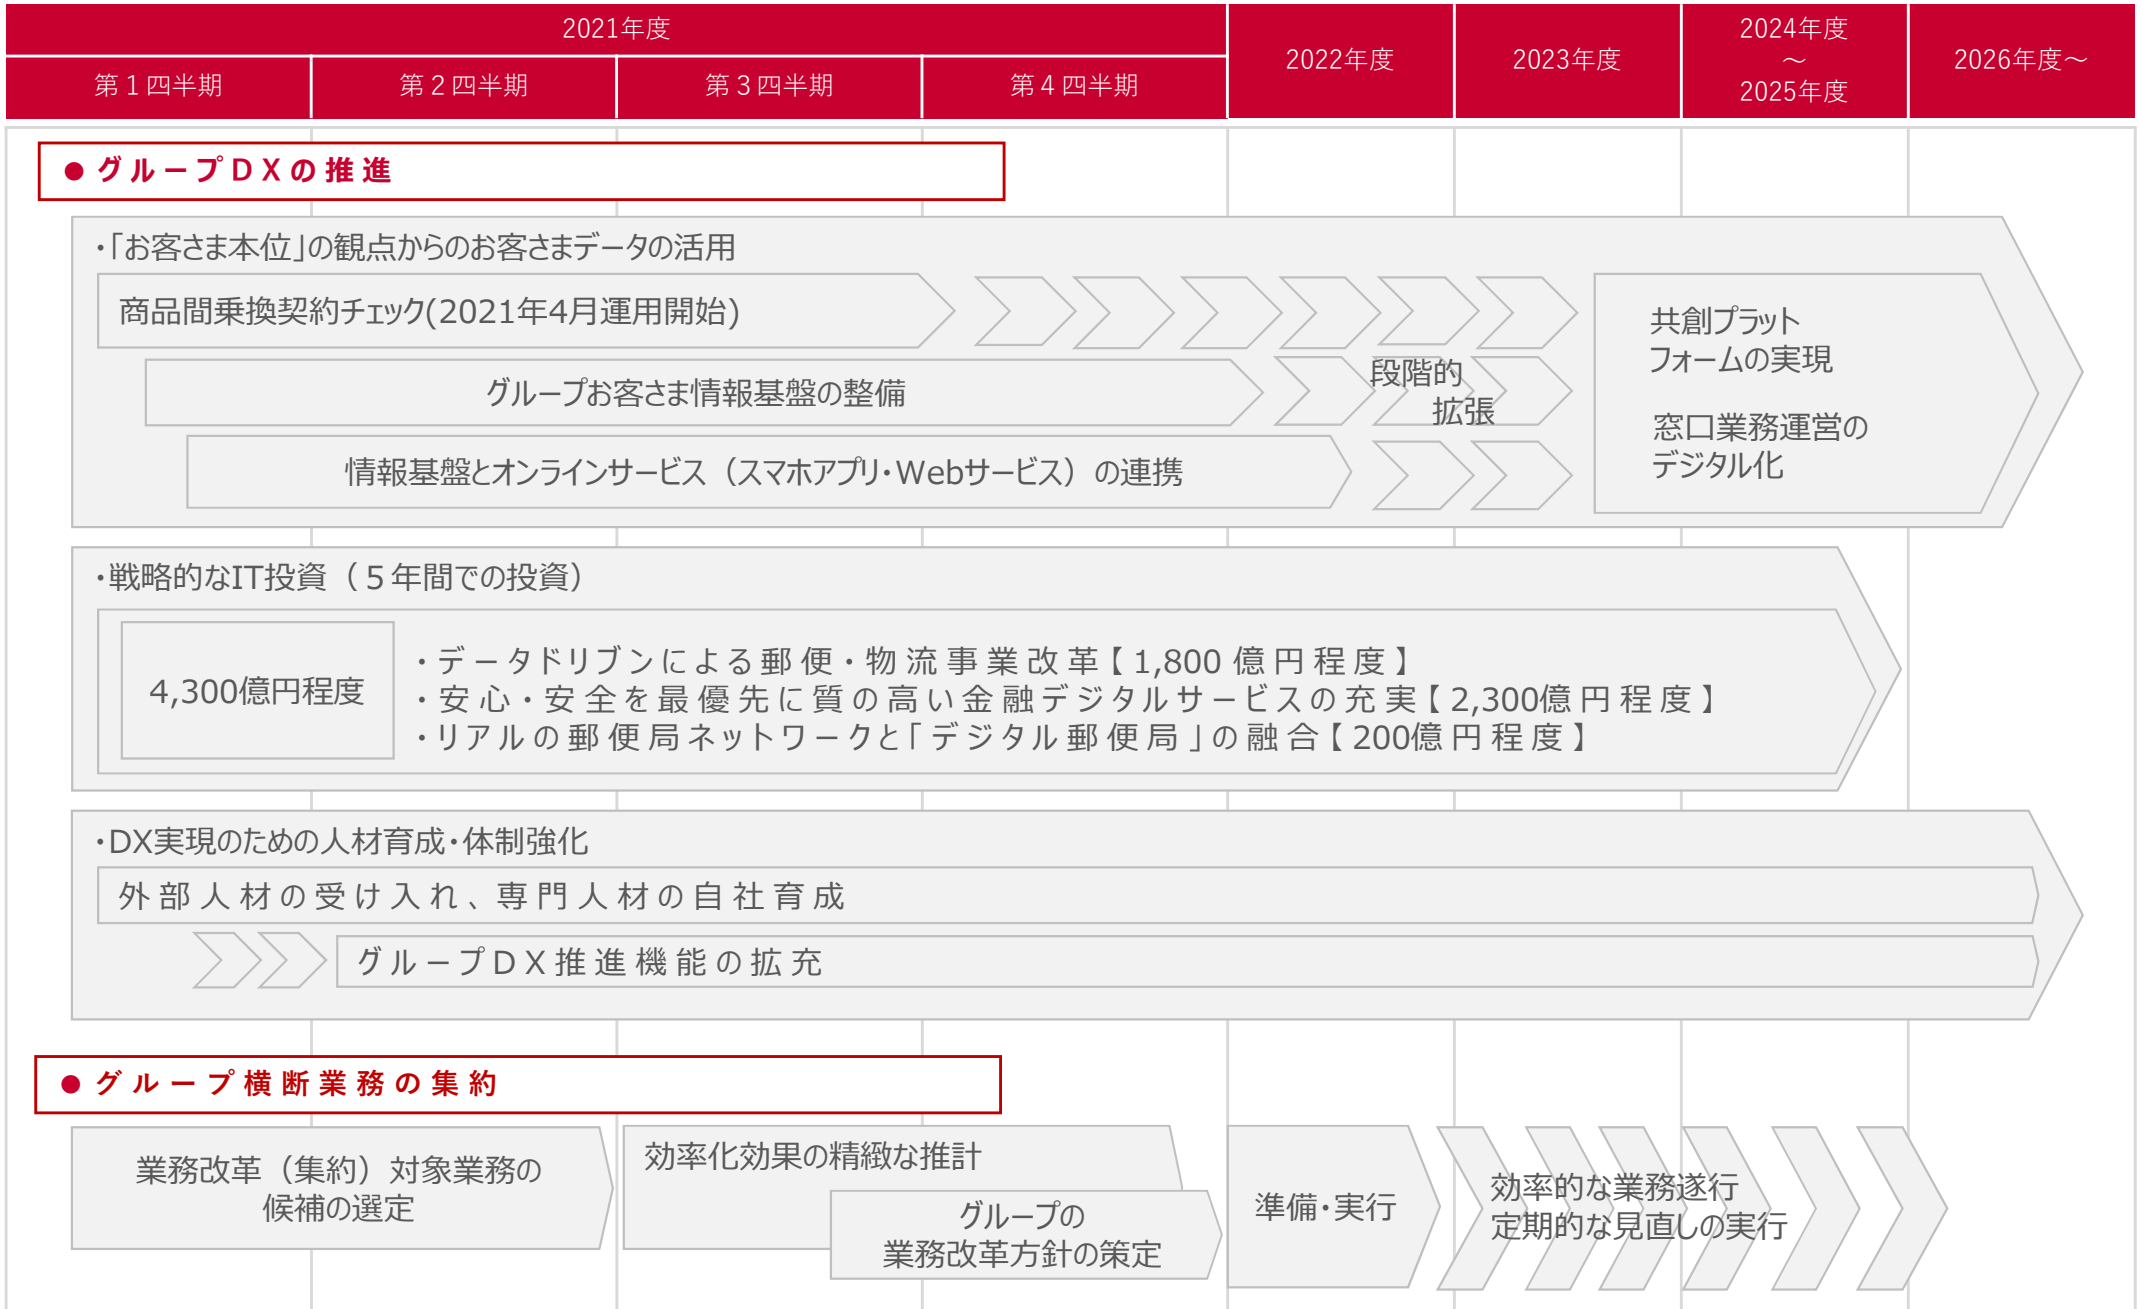 2021年度
2022年度
2023年度
2024年度
～
2025年度
2026年度～
第１四半期
第２四半期
第３四半期
第４四半期
●グループDXの推進
・「お客さま本位」の観点からのお客さまデータの活用
商品間乗換契約チェック(2021年4月運用開始)
グループお客さま情報基盤の整備
段階的
拡張
情報基盤とオンラインサービス（スマホアプリ・Webサービス）の連携
共創プラット
フォームの実現
窓口業務運営の
デジタル化
・戦略的なIT投資（５年間での投資）
4,300億円程度
・データドリブンによる郵便・物流事業改革【1,800億円程度】
・安心・安全を最優先に質の高い金融デジタルサービスの充実【2,300億円程度】
・リアルの郵便局ネットワークと「デジタル郵便局」の融合【200億円程度】
・DX実現のための人材育成・体制強化
外部人材の受け入れ、専門人材の自社育成
グループDX推進機能の拡充
●グループ横断業務の集約
業務改革（集約）対象業務の
候補の選定
効率化効果の精緻な推計
グループの
業務改革方針の策定
準備・実行
効率的な業務遂行
定期的な見直しの実行